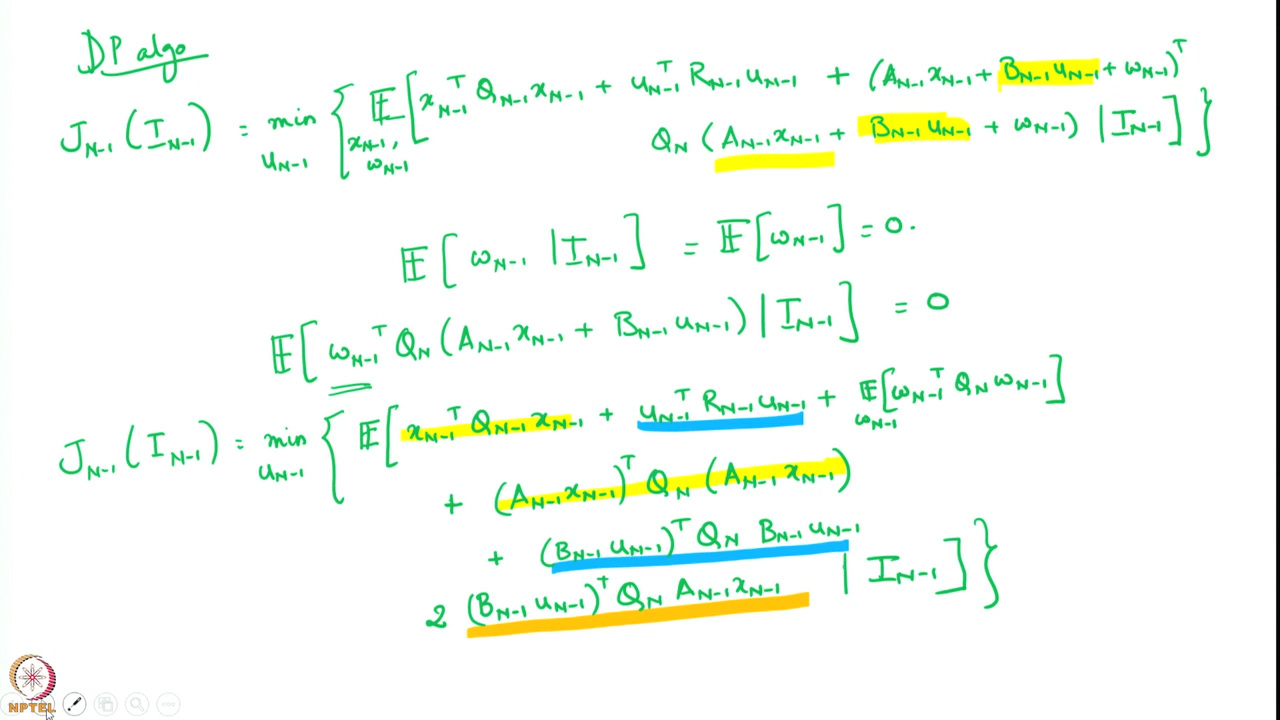 DP algo
J_{N-1}(I_{N-1}) = min_{u_{N-1}} { 𝔼_{x_{N-1}, w_{N-1}} [ x_{N-1}^T Q_{N-1} x_{N-1} + u_{N-1}^T R_{N-1} u_{N-1} + (A_{N-1} x_{N-1} + B_{N-1} u_{N-1} + w_{N-1})^T
Q_N (A_{N-1} x_{N-1} + B_{N-1} u_{N-1} + w_{N-1}) | I_{N-1} ] }
𝔼[ w_{N-1} | I_{N-1} ] = 𝔼[ w_{N-1} ] = 0.
𝔼[ w_{N-1}^T Q_N (A_{N-1} x_{N-1} + B_{N-1} u_{N-1}) | I_{N-1} ] = 0
J_{N-1}(I_{N-1}) = min_{u_{N-1}} { 𝔼[ x_{N-1}^T Q_{N-1} x_{N-1} + u_{N-1}^T R_{N-1} u_{N-1} + 𝔼_{w_{N-1}}[ w_{N-1}^T Q_N w_{N-1} ]
+ (A_{N-1} x_{N-1})^T Q_N (A_{N-1} x_{N-1})
+ (B_{N-1} u_{N-1})^T Q_N B_{N-1} u_{N-1}
2 (B_{N-1} u_{N-1})^T Q_N A_{N-1} x_{N-1} | I_{N-1} ] }
NPTEL